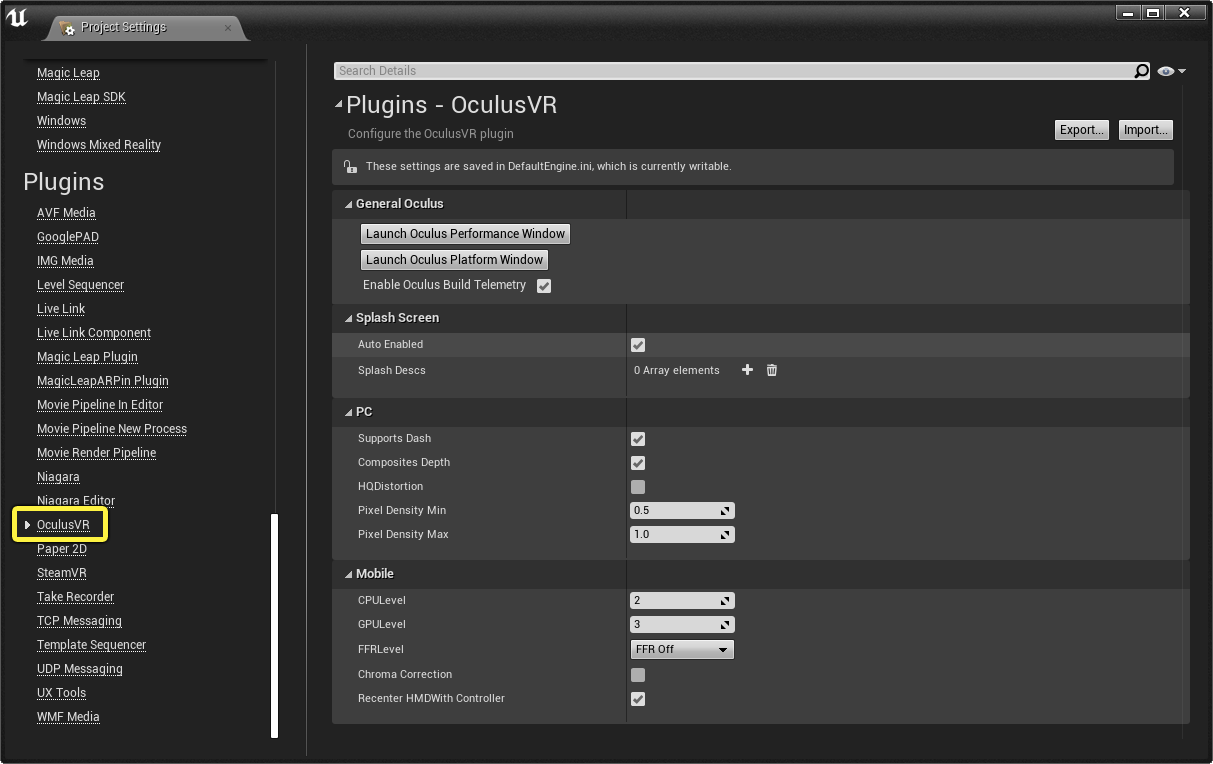 Project Settings
Magic Leap
Magic Leap SDK
Windows
Windows Mixed Reality
Plugins
AVF Media
GooglePAD
IMG Media
Level Sequencer
Live Link
Live Link Component
Magic Leap Plugin
MagicLeapARPin Plugin
Movie Pipeline In Editor
Movie Pipeline New Process
Movie Render Pipeline
Niagara
Niagara Editor
OculusVR
Paper 2D
SteamVR
Take Recorder
TCP Messaging
Template Sequencer
UDP Messaging
UX Tools
WMF Media
Search Details
Plugins - OculusVR
Configure the OculusVR plugin
Export... Import...
These settings are saved in DefaultEngine.ini, which is currently writable.
General Oculus
Launch Oculus Performance Window
Launch Oculus Platform Window
Enable Oculus Build Telemetry
Splash Screen
Auto Enabled
Splash Descs 0 Array elements
PC
Supports Dash
Composites Depth
HQDistortion
Pixel Density Min 0.5
Pixel Density Max 1.0
Mobile
CPULevel 2
GPULevel 3
FFRLevel FFR Off
Chroma Correction
Recenter HMDWith Controller